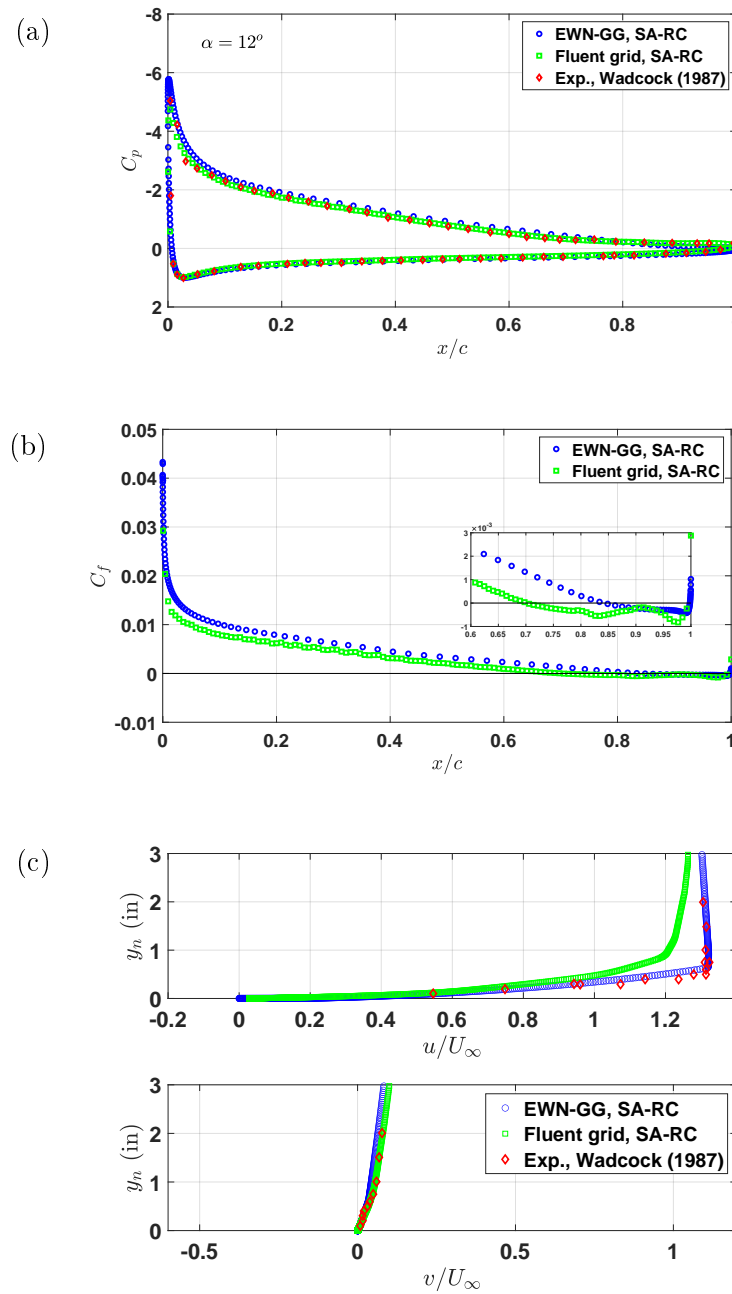 (a)
α = 12°
EWN-GG, SA-RC
Fluent grid, SA-RC
Exp., Wadcock (1987)
-6
-4
-2
0
2
C_p
0 0.2 0.4 0.6 0.8 1
x/c
(b)
EWN-GG, SA-RC
Fluent grid, SA-RC
0.05
0.04
0.03
0.02
0.01
0
-0.01
C_f
×10⁻³
3
2
1
0
-1
0.6 0.65 0.7 0.75 0.8 0.85 0.9 0.95 1
0 0.2 0.4 0.6 0.8 1
x/c
(c)
3
2
1
0
y_n (in)
-0.2 0 0.2 0.4 0.6 0.8 1 1.2
u/U_∞
EWN-GG, SA-RC
Fluent grid, SA-RC
Exp., Wadcock (1987)
3
2
1
0
y_n (in)
-0.5 0 0.5 1
v/U_∞